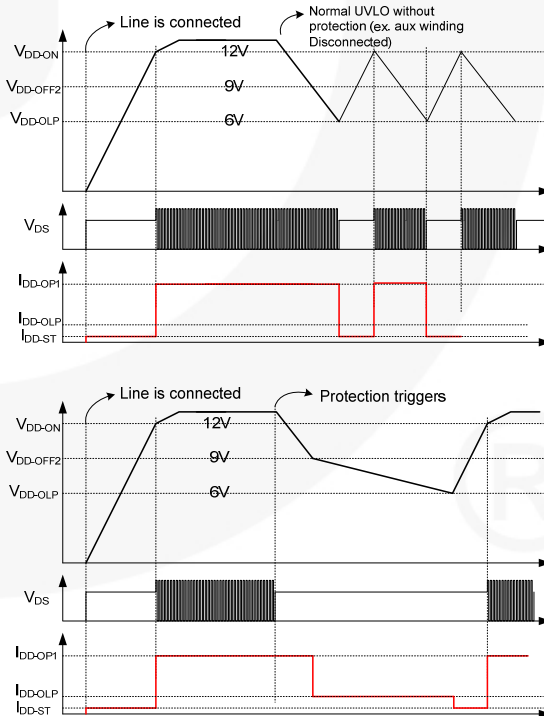 Line is connected
Normal UVLO without
protection (ex. aux winding
Disconnected)
VDD-ON
12V
VDD-OFF2
9V
VDD-OLP
6V
VDS
IDD-OP1
IDD-OLP
IDD-ST
Line is connected
Protection triggers
VDD-ON
12V
VDD-OFF2
9V
VDD-OLP
6V
VDS
IDD-OP1
IDD-OLP
IDD-ST
®